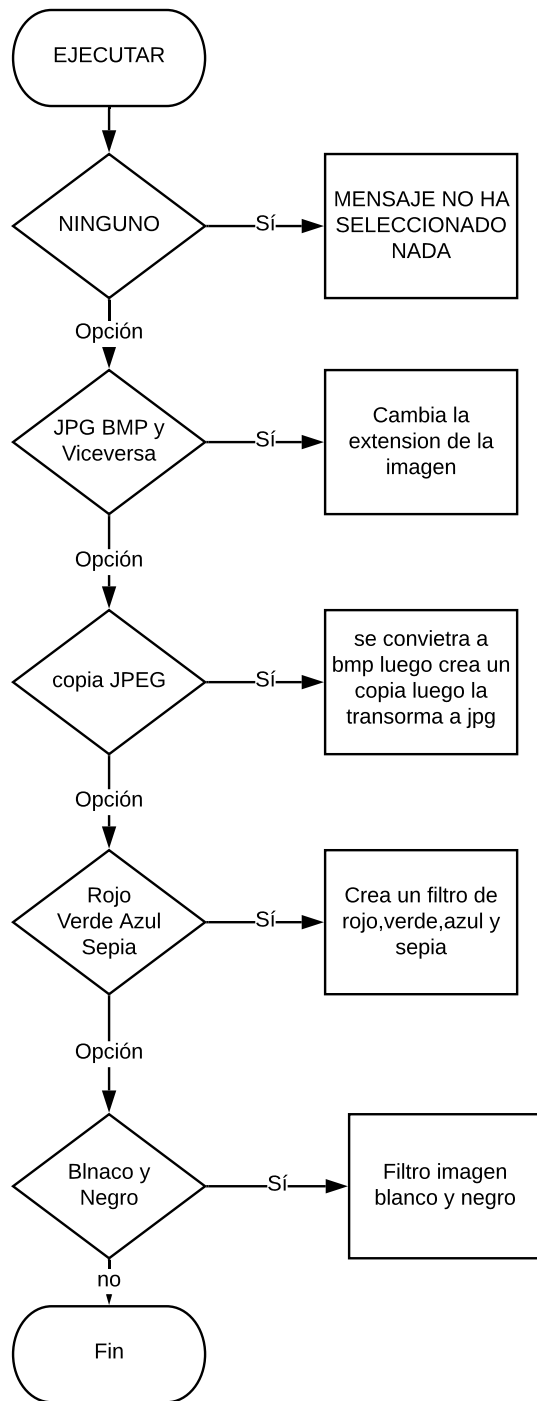 EJECUTAR
NINGUNO
Sí
MENSAJE NO HA
SELECCIONADO
NADA
Opción
JPG BMP y
Viceversa
Sí
Cambia la
extension de la
imagen
Opción
copia JPEG
Sí
se convietra a
bmp luego crea un
copia luego la
transorma a jpg
Opción
Rojo
Verde Azul
Sepia
Sí
Crea un filtro de
rojo,verde,azul y
sepia
Opción
Blnaco y
Negro
Sí
Filtro imagen
blanco y negro
no
Fin